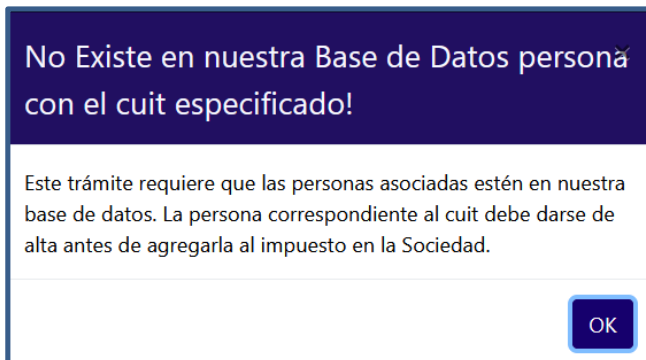 No Existe en nuestra Base de Datos persona
con el cuit especificado!
×
Este trámite requiere que las personas asociadas estén en nuestra
base de datos. La persona correspondiente al cuit debe darse de
alta antes de agregarla al impuesto en la Sociedad.
OK